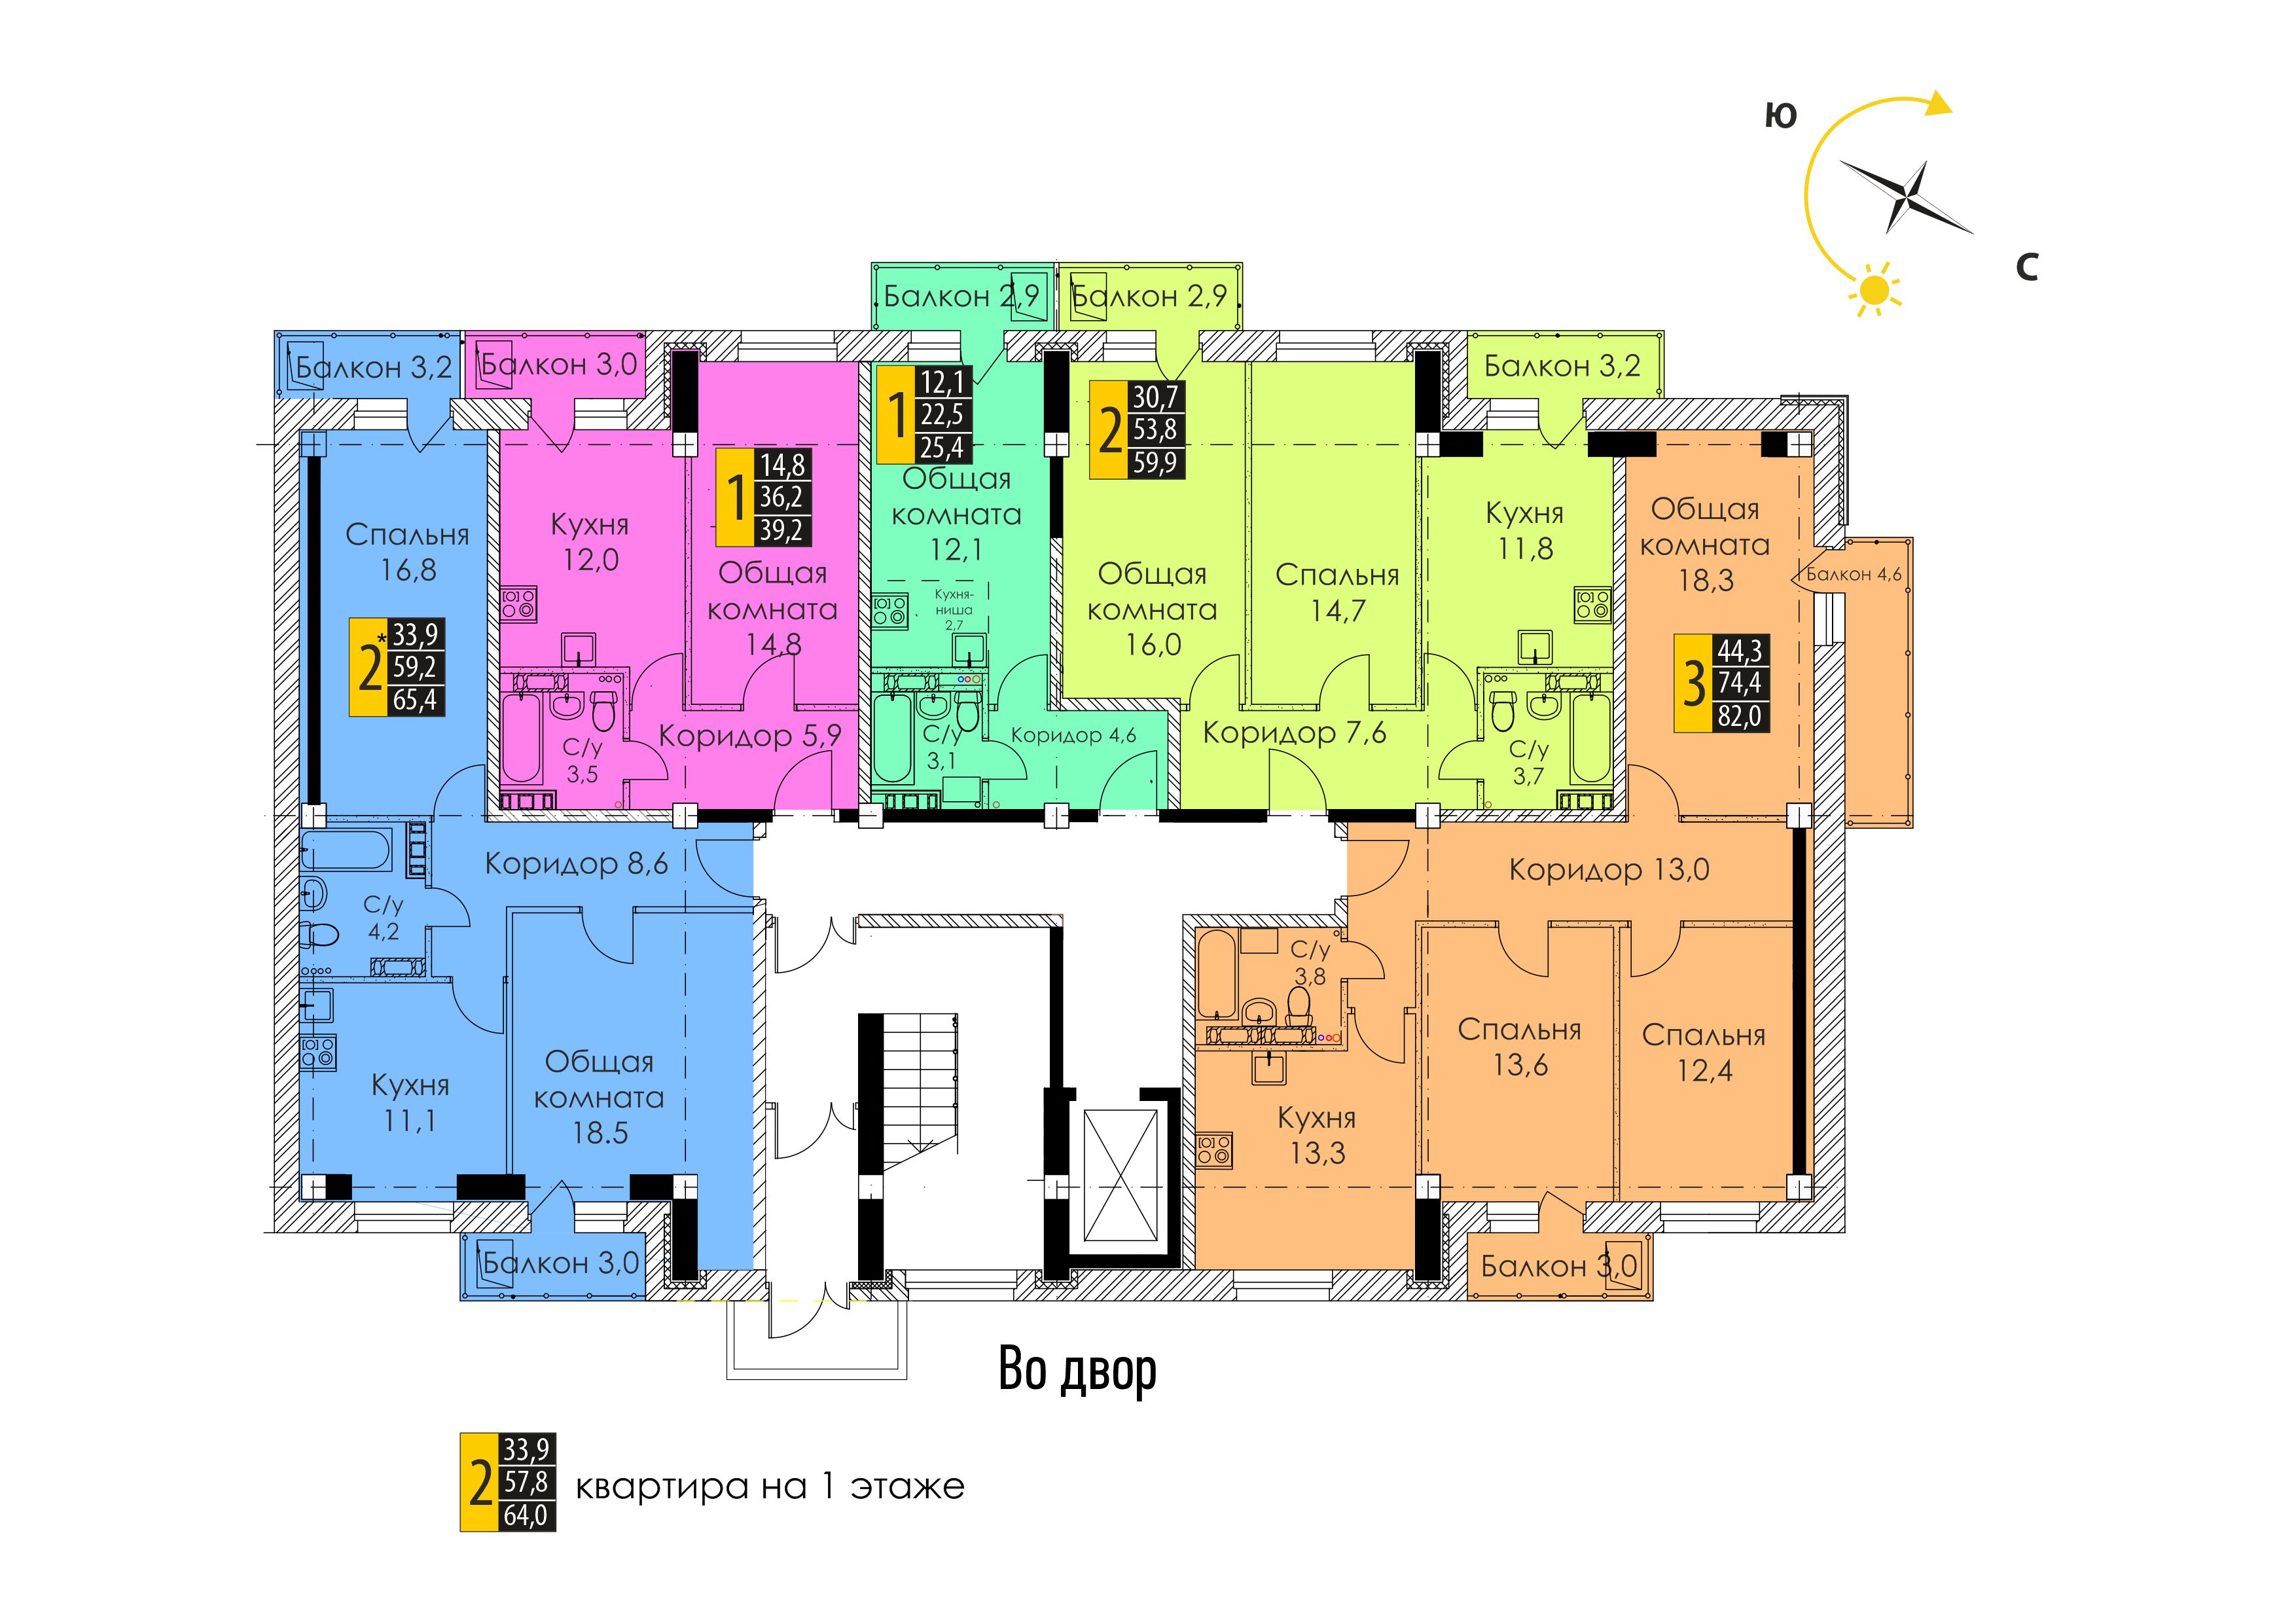 Ю
С
Балкон 2,9
Балкон 2,9
Балкон 3,2
Балкон 3,0
Балкон 3,2
1
12,1
22,5
25,4
2
30,7
53,8
59,9
1
14,8
36,2
39,2
Спальня
16,8
Кухня
12,0
Общая
комната
14,8
Общая
комната
12,1
Кухня-
ниша
2,7
Общая
комната
16,0
Спальня
14,7
Кухня
11,8
Общая
комната
18,3
Балкон 4,6
2*
33,9
59,2
65,4
3
44,3
74,4
82,0
С/у
3,5
Коридор 5,9
С/у
3,1
Коридор 4,6
Коридор 7,6
С/у
3,7
Коридор 8,6
Коридор 13,0
С/у
4,2
С/у
3,8
Кухня
11,1
Общая
комната
18.5
Кухня
13,3
Спальня
13,6
Спальня
12,4
Балкон 3,0
Балкон 3,0
Во двор
2
33,9
57,8
64,0
квартира на 1 этаже